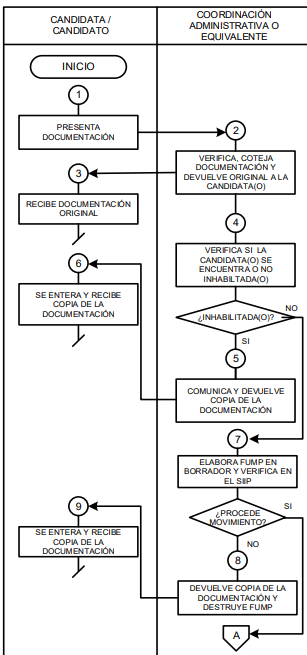 CANDIDATA /
CANDIDATO
COORDINACIÓN
ADMINISTRATIVA O
EQUIVALENTE
INICIO
1
PRESENTA
DOCUMENTACIÓN
2
VERIFICA, COTEJA
DOCUMENTACIÓN Y
DEVUELVE ORIGINAL A LA
CANDIDATA(O)
3
RECIBE DOCUMENTACIÓN
ORIGINAL
4
VERIFICA SI LA
CANDIDATA(O) SE
ENCUENTRA O NO
INHABILTADA(O)
¿INHABILITADA(O)?
NO
SI
5
COMUNICA Y DEVUELVE
COPIA DE LA
DOCUMENTACIÓN
6
SE ENTERA Y RECIBE
COPIA DE LA
DOCUMENTACIÓN
7
ELABORA FUMP EN
BORRADOR Y VERIFICA EN
EL SIIP
¿PROCEDE
MOVIMIENTO?
SI
NO
8
DEVUELVE COPIA DE LA
DOCUMENTACIÓN Y
DESTRUYE FUMP
9
SE ENTERA Y RECIBE
COPIA DE LA
DOCUMENTACIÓN
A